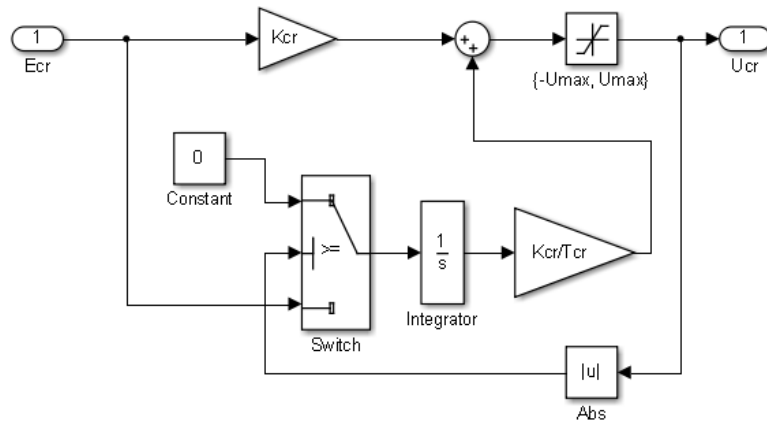 1
Ecr
Kcr
+
+
{-Umax, Umax}
1
Ucr
0
Constant
>=
Switch
1
s
Integrator
Kcr/Tcr
|u|
Abs